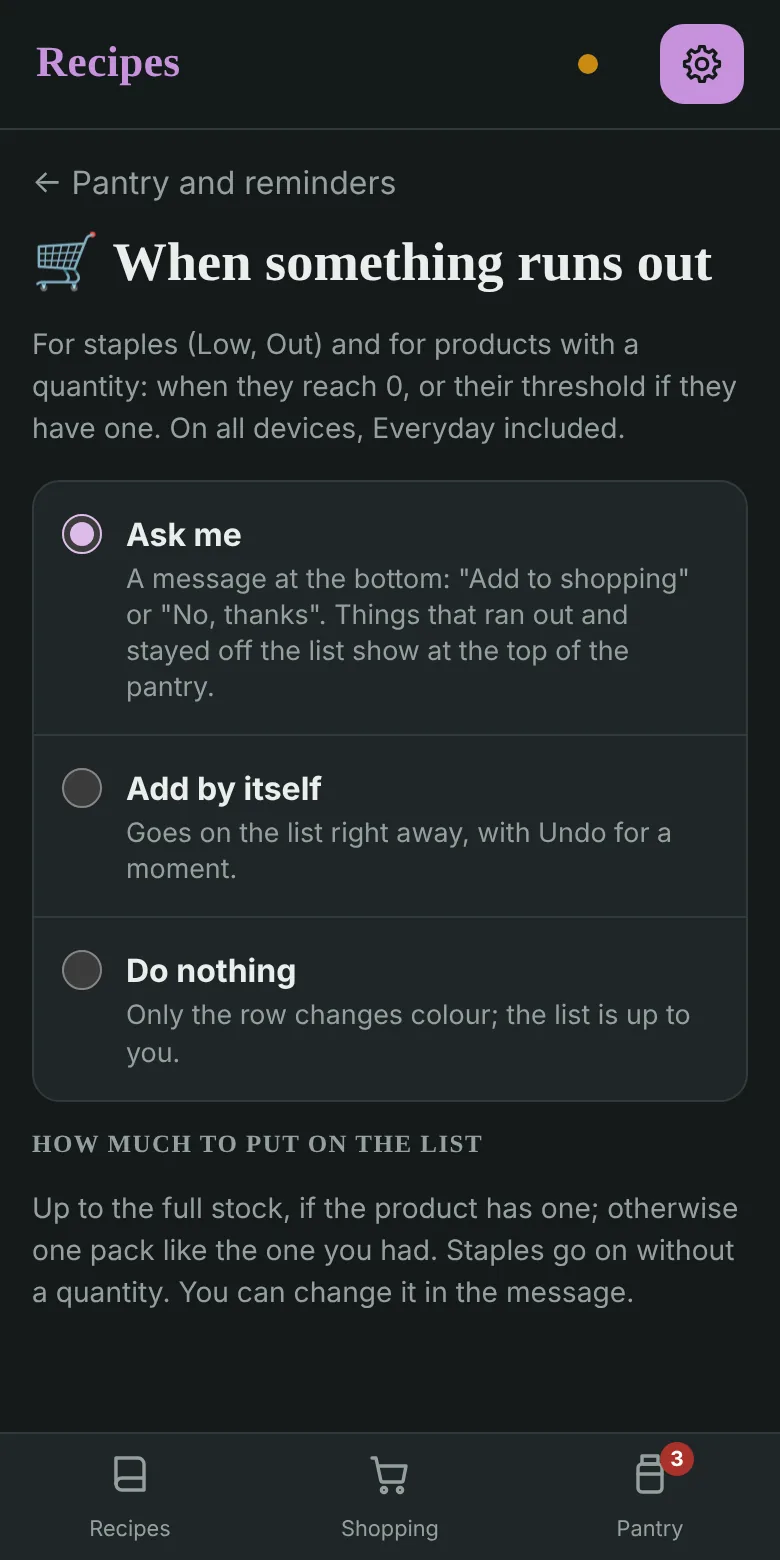 Recipes
← Pantry and reminders
🛒 When something runs out
For staples (Low, Out) and for products with a
quantity: when they reach 0, or their threshold if they
have one. On all devices, Everyday included.
Ask me
A message at the bottom: "Add to shopping"
or "No, thanks". Things that ran out and
stayed off the list show at the top of the
pantry.
Add by itself
Goes on the list right away, with Undo for a
moment.
Do nothing
Only the row changes colour; the list is up to
you.
HOW MUCH TO PUT ON THE LIST
Up to the full stock, if the product has one; otherwise
one pack like the one you had. Staples go on without
a quantity. You can change it in the message.
3
Recipes
Shopping
Pantry